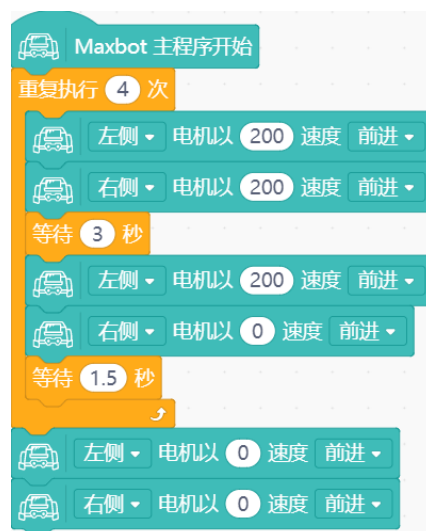 Maxbot 主程序开始
重复执行 4 次
左侧 电机以 200 速度 前进
右侧 电机以 200 速度 前进
等待 3 秒
左侧 电机以 200 速度 前进
右侧 电机以 0 速度 前进
等待 1.5 秒
左侧 电机以 0 速度 前进
右侧 电机以 0 速度 前进